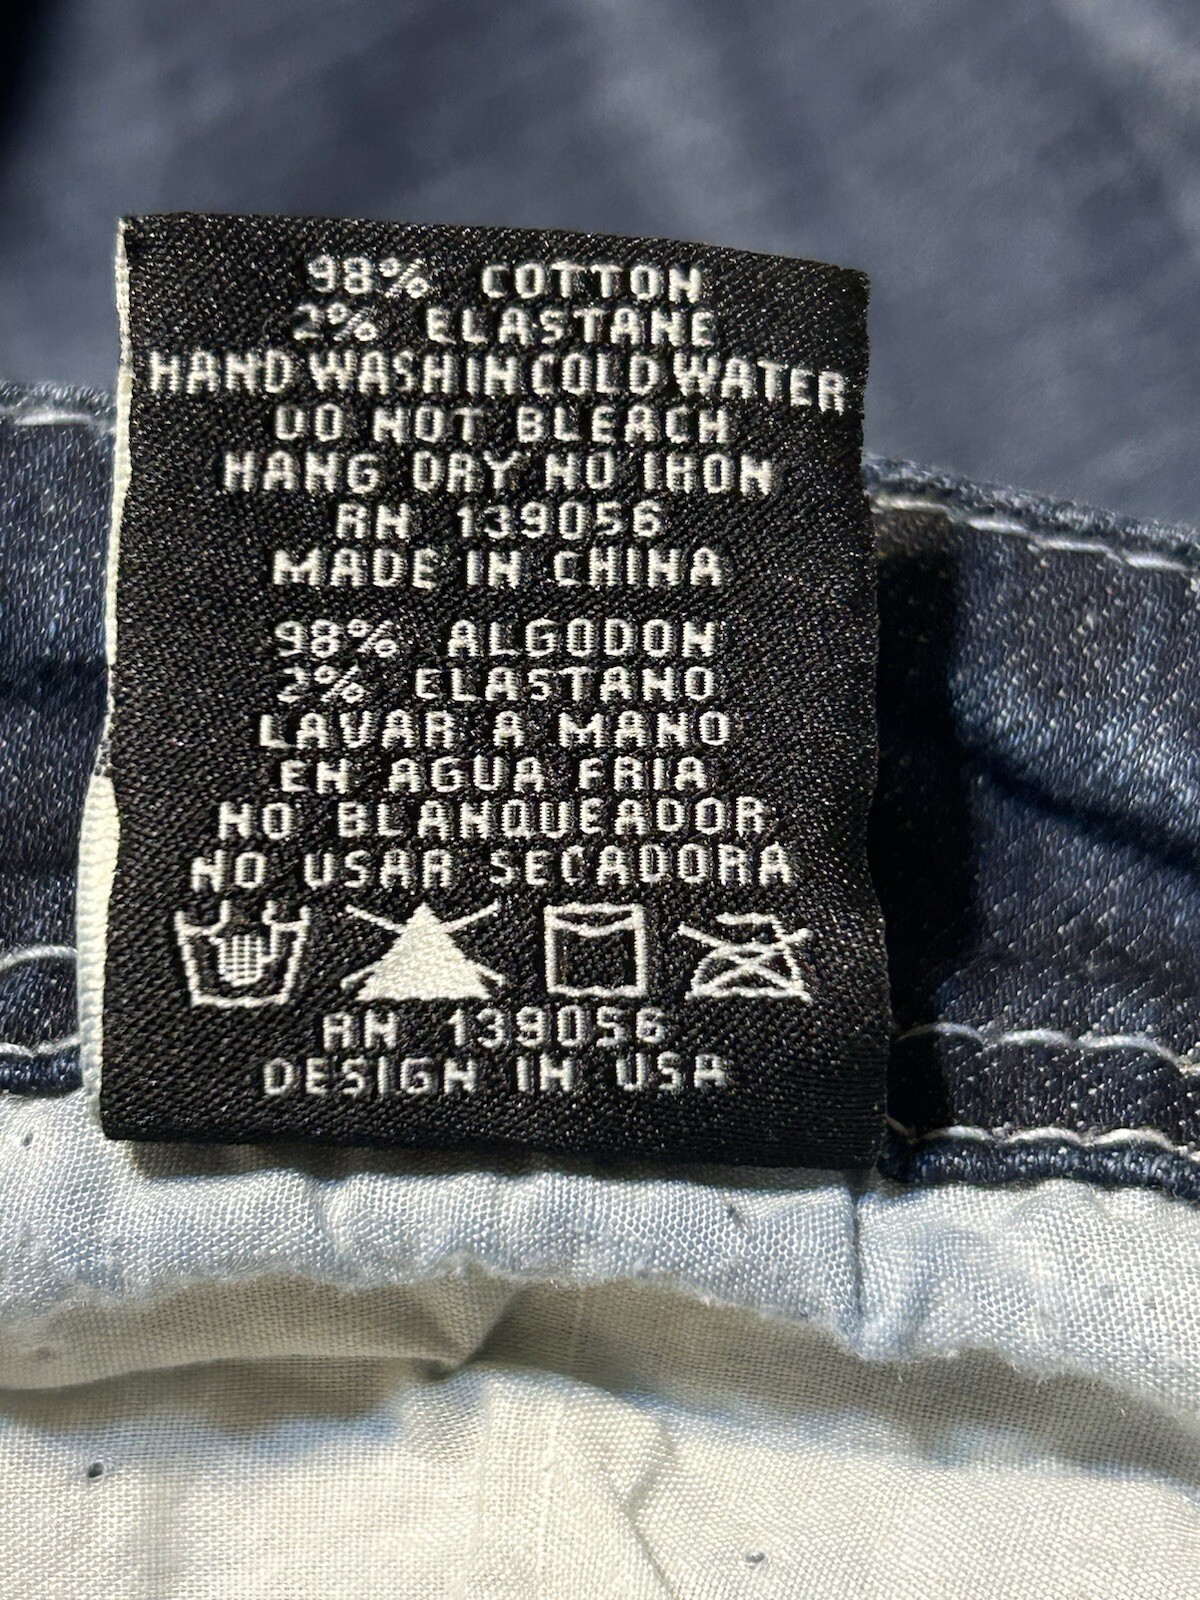 98% COTTON
2% ELASTANE
HAND WASH IN COLD WATER
DO NOT BLEACH
HANG DRY NO IRON
RN 139056
MADE IN CHINA
98% ALGODON
2% ELASTANO
LAVAR A MANO
EN AGUA FRIA
NO BLANQUEADOR
NO USAR SECADORA
RN 139056
DESIGN IN USA